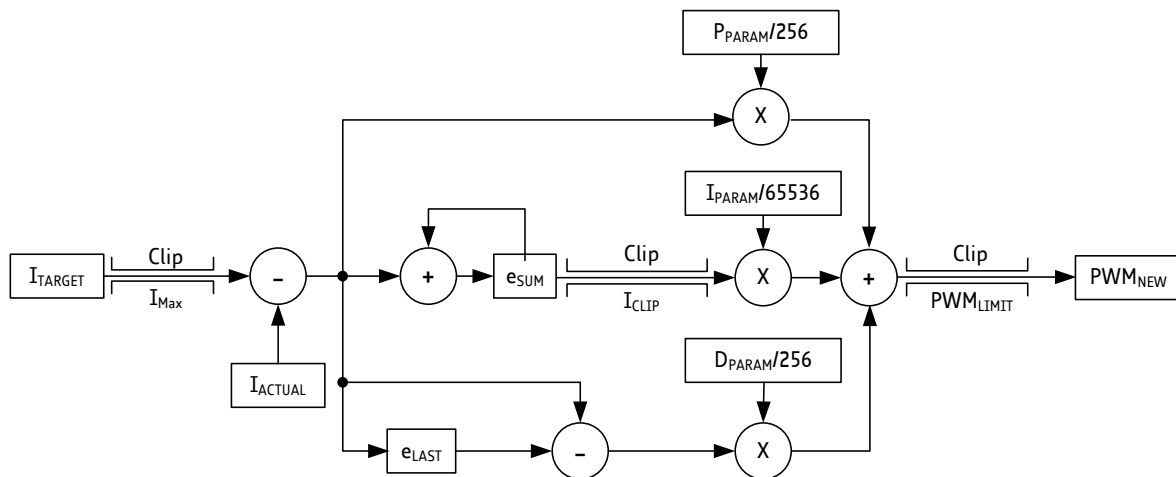 P_PARAM/256
X
I_PARAM/65536
Clip
Clip
Clip
I_TARGET
-
+
e_SUM
X
+
PWM_NEW
I_Max
I_CLIP
PWM_LIMIT
I_ACTUAL
D_PARAM/256
e_LAST
-
X